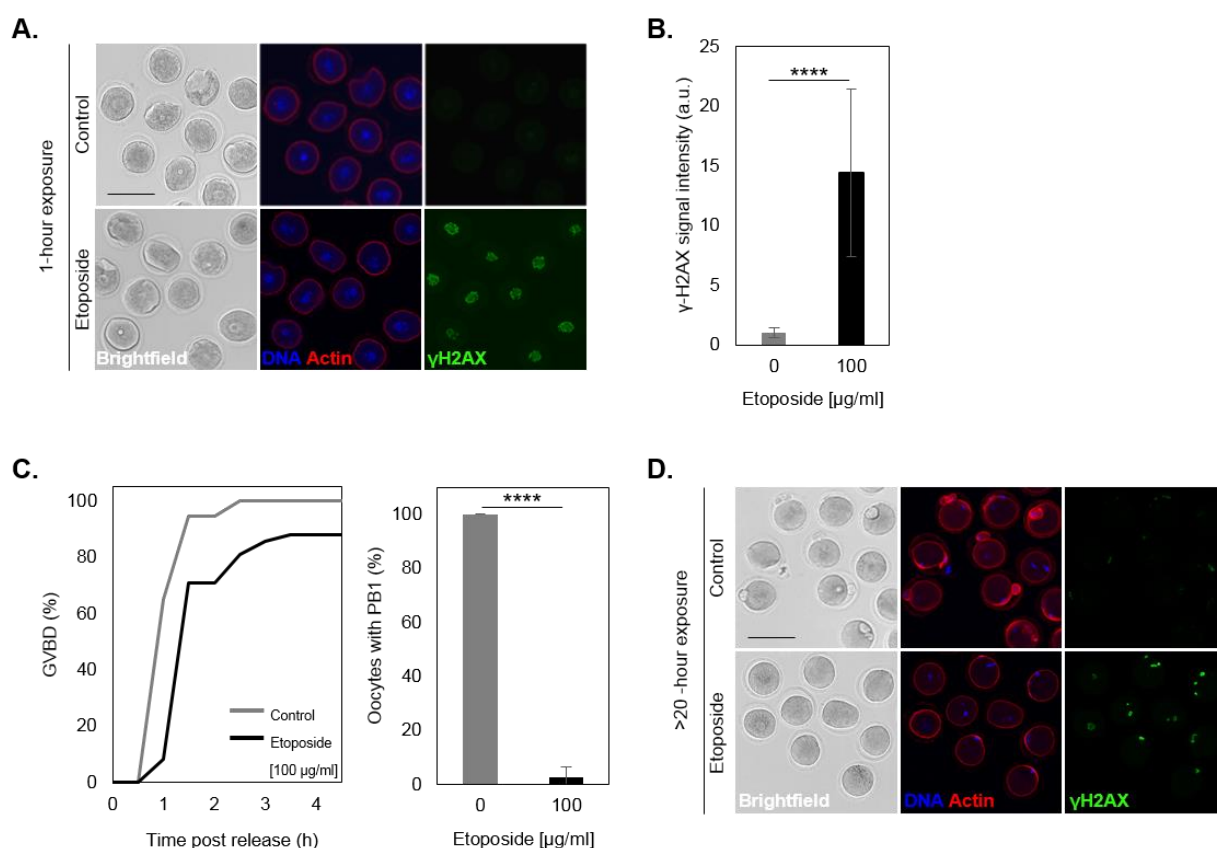 A.
1-hour exposure
Control
Etoposide
Brightfield
DNA Actin
γH2AX
B.
25
20
15
10
5
0
γ-H2AX signal intensity (a.u.)
****
0 100
Etoposide [µg/ml]
C.
100
80
60
40
20
0
GVBD (%)
Control
Etoposide
[100 µg/ml]
0 1 2 3 4
Time post release (h)
100
80
60
40
20
0
Oocytes with PB1 (%)
****
0 100
Etoposide [µg/ml]
D.
>20 -hour exposure
Control
Etoposide
Brightfield
DNA Actin
γH2AX